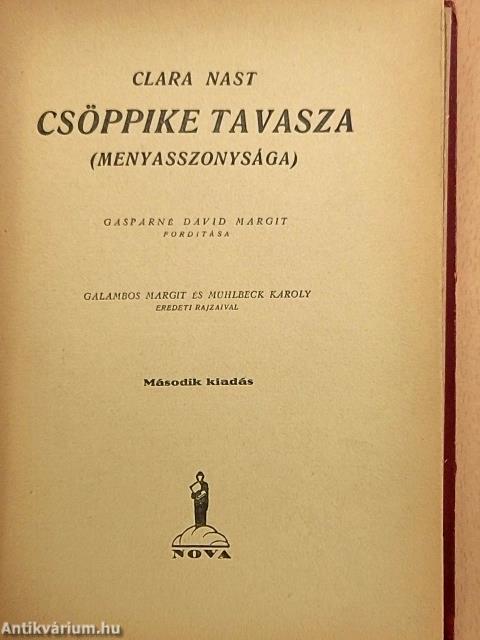 CLARA NAST
CSÖPPIKE TAVASZA
(MENYASSZONYSÁGA)
GASPARNÉ DAVID MARGIT
FORDITÁSA
GALAMBOS MARGIT ÉS MÜHLBECK KAROLY
EREDETI RAJZAIVAL
Második kiadás
NOVA
Antikvárium.hu